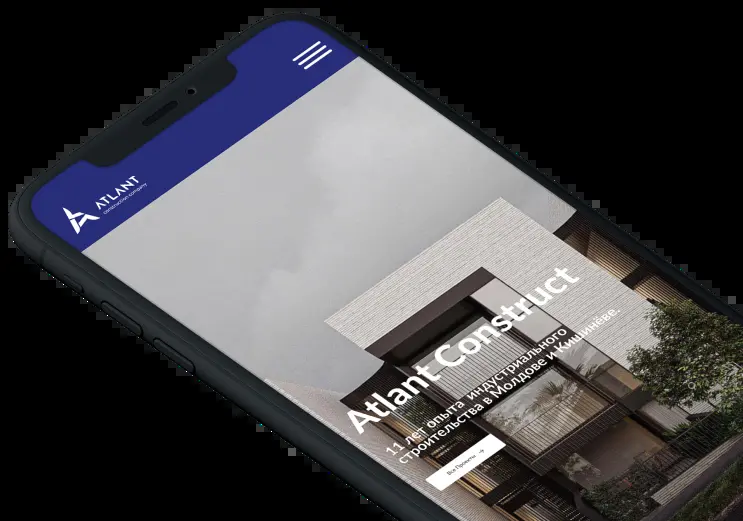 ATLANT
construction company
Atlant Construct
11 лет опыта индустриального
строительства в Молдове и Кишинёве.
Все Проекты →